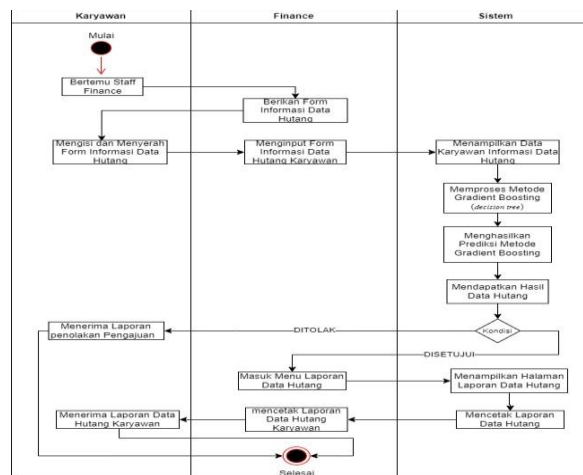 Karyawan
Finance
Sistem
Mulai
Bertemu Staff
Finance
Berikan Form
Informasi Data
Hutang
Mengisi dan Menyerah
Form Informasi Data
Hutang
Menginput Form
Informasi Data
Hutang Karyawan
Menampilkan Data
Karyawan Informasi Data
Hutang
Memproses Metode
Gradient Boosting
(decizion tree)
Menghasilkan
Prediksi Metode
Gradient Boosting
Mendapatkan Hasil
Data Hutang
Kondisi
DITOLAK
Menerima Laporan
penolakan Pengajuan
DISETUJUI
Masuk Menu Laporan
Data Hutang
Menampilkan Halaman
Laporan Data Hutang
Mencetak Laporan
Data Hutang
mencetak Laporan
Data Hutang
Karyawan
Menerima Laporan Data
Hutang Karyawan
Selesai